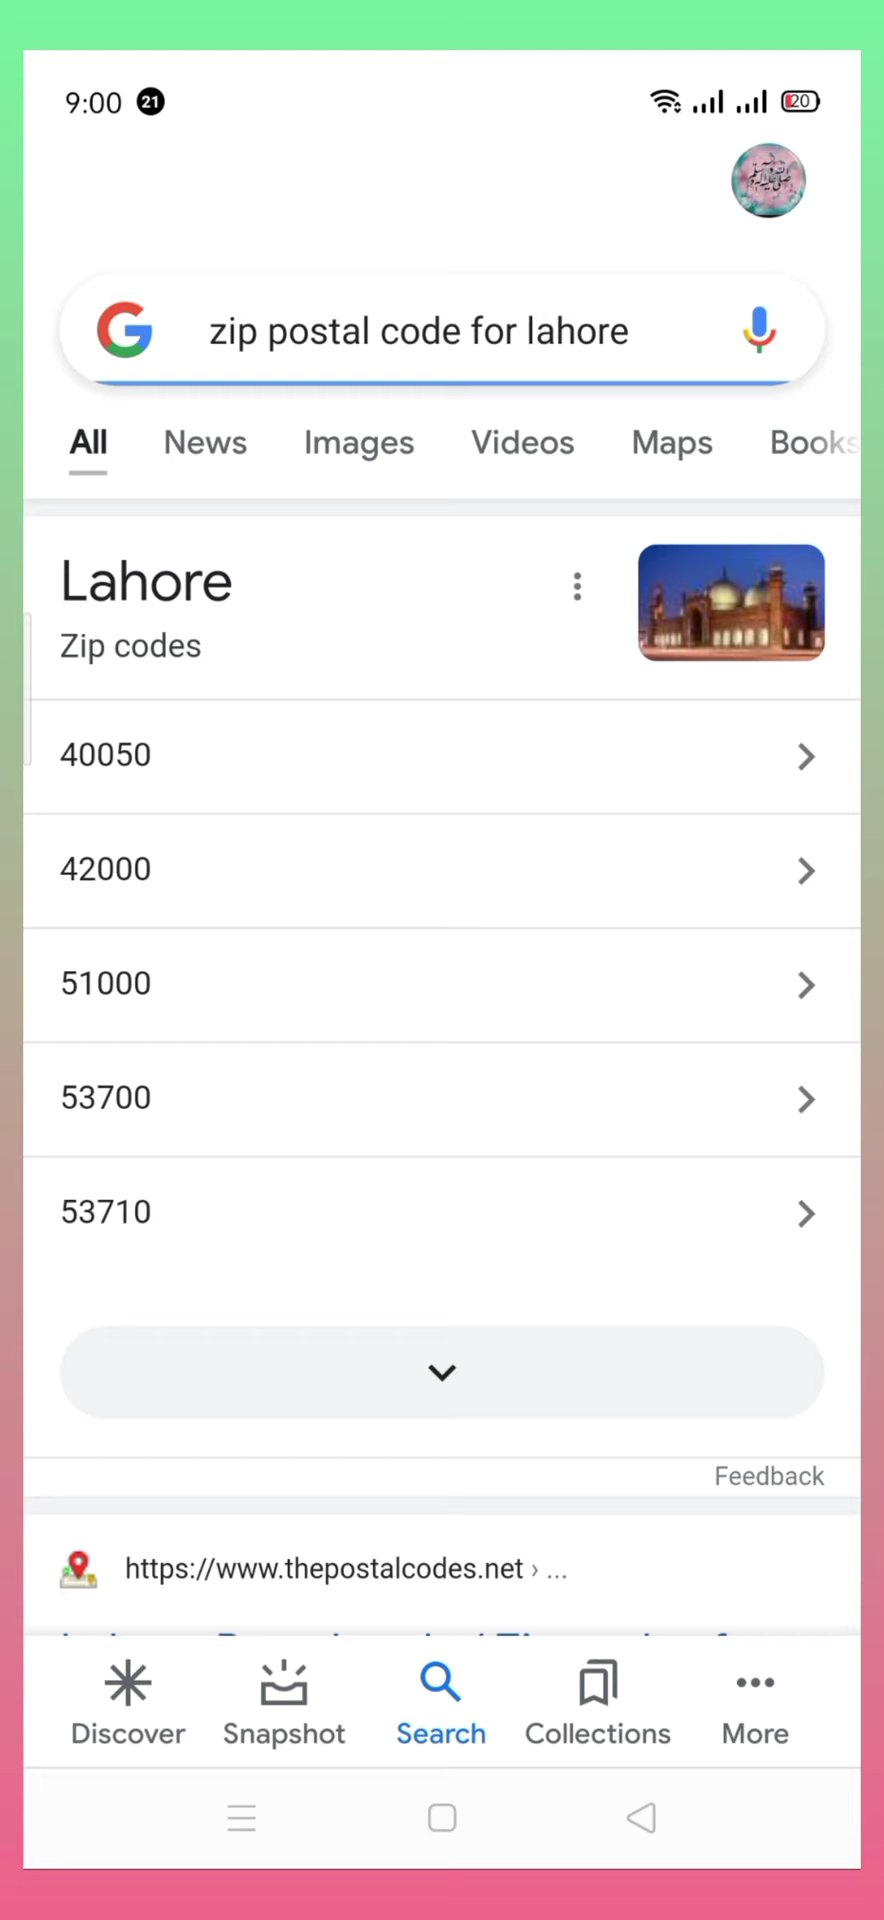 9:00 21 20
zip postal code for lahore
All News Images Videos Maps Books
Lahore
Zip codes
40050
42000
51000
53700
53710
Feedback
https://www.thepostalcodes.net › ...
Discover Snapshot Search Collections More